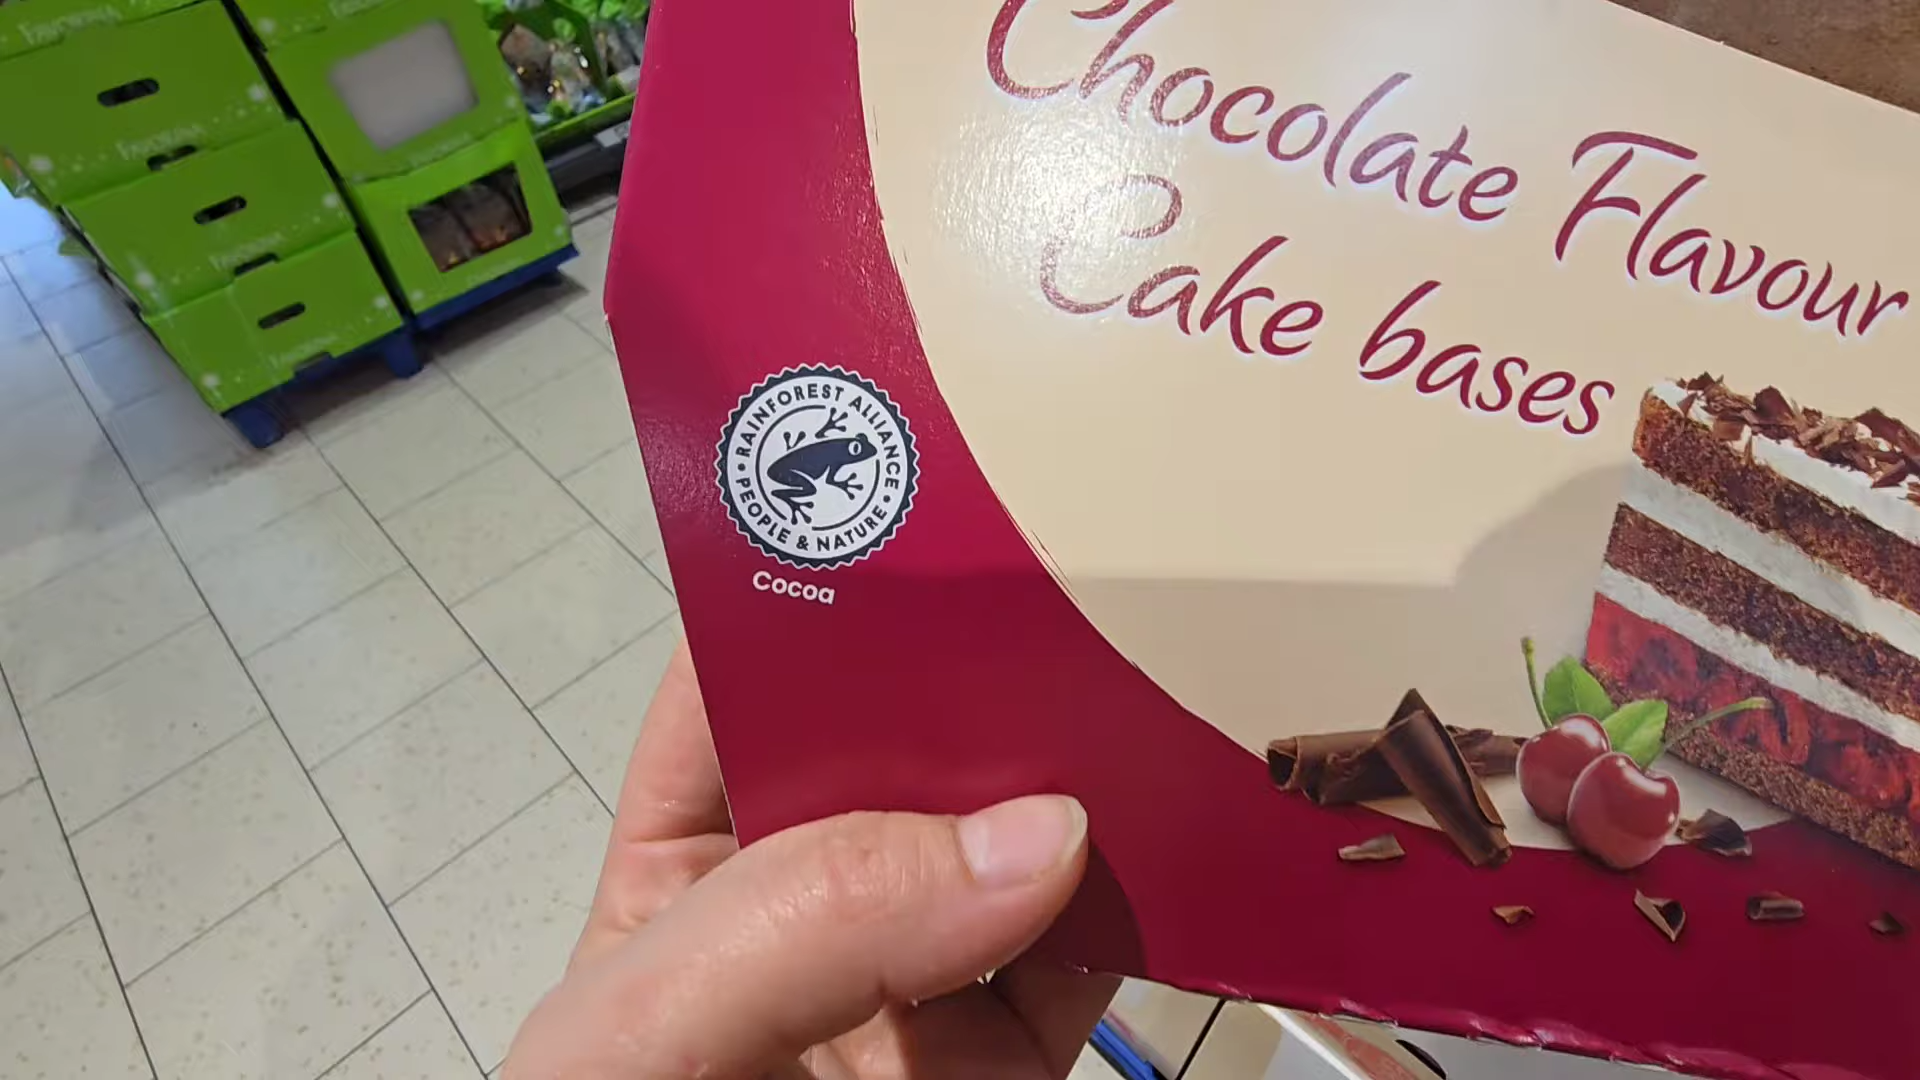 Chocolate Flavour
Cake bases
RAINFOREST ALLIANCE
PEOPLE & NATURE
Cocoa